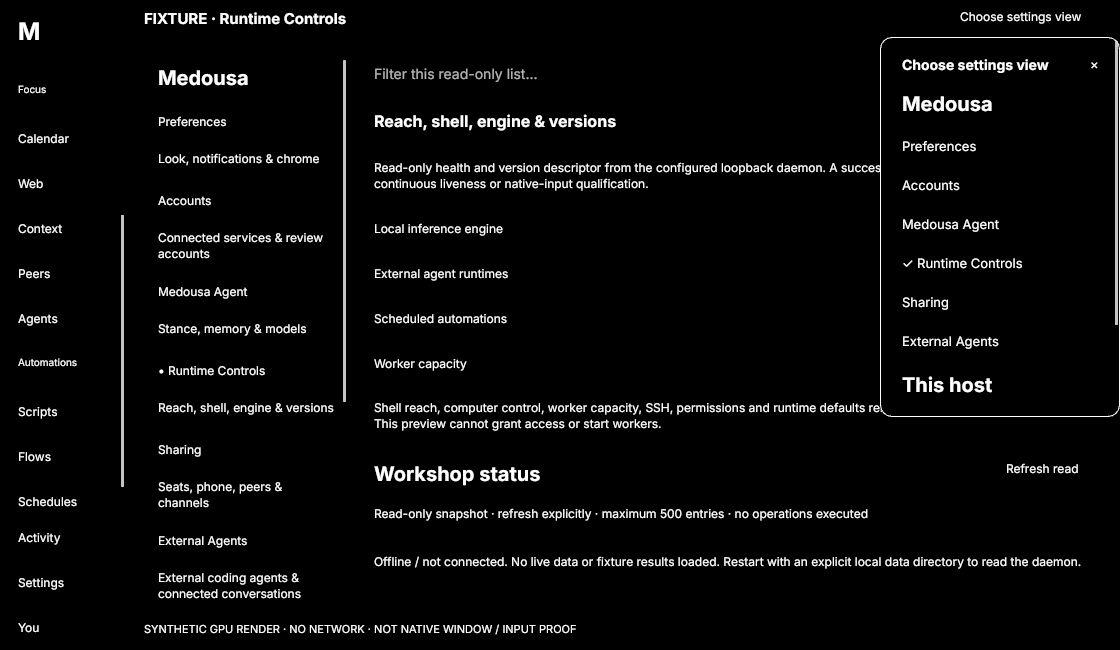 M
Focus
Calendar
Web
Context
Peers
Agents
Automations
Scripts
Flows
Schedules
Activity
Settings
You
FIXTURE · Runtime Controls
Choose settings view
Medousa
Preferences
Look, notifications & chrome
Accounts
Connected services & review
accounts
Medousa Agent
Stance, memory & models
• Runtime Controls
Reach, shell, engine & versions
Sharing
Seats, phone, peers &
channels
External Agents
External coding agents &
connected conversations
Filter this read-only list...
Reach, shell, engine & versions
Read-only health and version descriptor from the configured loopback daemon. A succes
continuous liveness or native-input qualification.
Local inference engine
External agent runtimes
Scheduled automations
Worker capacity
Shell reach, computer control, worker capacity, SSH, permissions and runtime defaults re
This preview cannot grant access or start workers.
Workshop status
Refresh read
Read-only snapshot · refresh explicitly · maximum 500 entries · no operations executed
Offline / not connected. No live data or fixture results loaded. Restart with an explicit local data directory to read the daemon.
Choose settings view ×
Medousa
Preferences
Accounts
Medousa Agent
✓ Runtime Controls
Sharing
External Agents
This host
SYNTHETIC GPU RENDER · NO NETWORK · NOT NATIVE WINDOW / INPUT PROOF